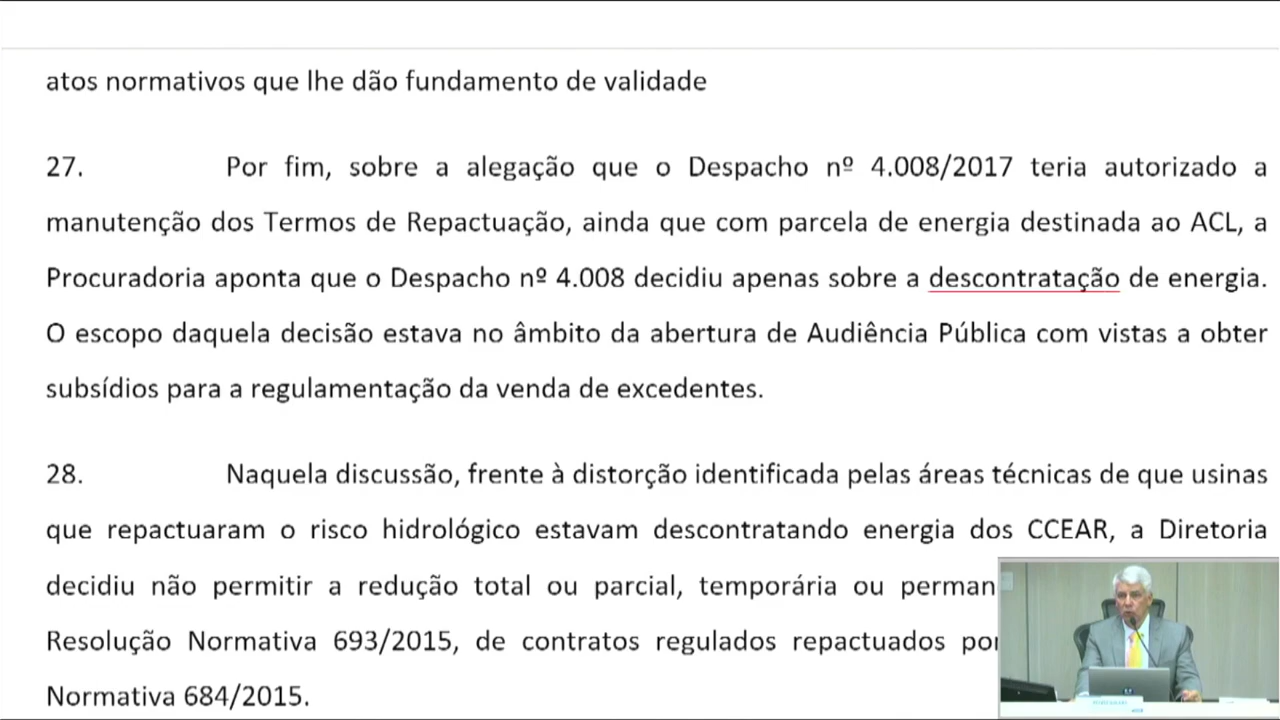 atos normativos que lhe dão fundamento de validade
27. Por fim, sobre a alegação que o Despacho nº 4.008/2017 teria autorizado a
manutenção dos Termos de Repactuação, ainda que com parcela de energia destinada ao ACL, a
Procuradoria aponta que o Despacho nº 4.008 decidiu apenas sobre a descontratação de energia.
O escopo daquela decisão estava no âmbito da abertura de Audiência Pública com vistas a obter
subsídios para a regulamentação da venda de excedentes.
28. Naquela discussão, frente à distorção identificada pelas áreas técnicas de que usinas
que repactuaram o risco hidrológico estavam descontratando energia dos CCEAR, a Diretoria
decidiu não permitir a redução total ou parcial, temporária ou perman
Resolução Normativa 693/2015, de contratos regulados repactuados por
Normativa 684/2015.